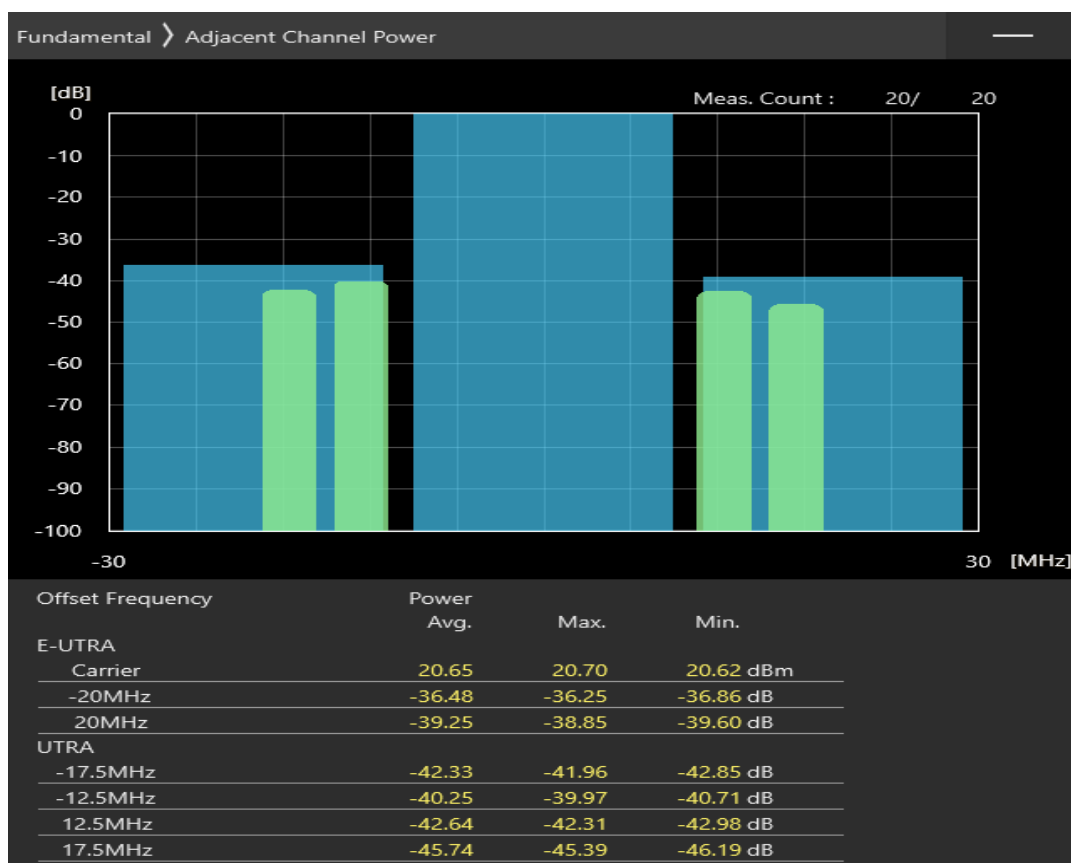 Fundamental ❯ Adjacent Channel Power
[dB]
Meas. Count : 20/ 20
0
-10
-20
-30
-40
-50
-60
-70
-80
-90
-100
-30 30 [MHz]
Offset Frequency Power
Avg. Max. Min.
E-UTRA
Carrier 20.65 20.70 20.62 dBm
-20MHz -36.48 -36.25 -36.86 dB
20MHz -39.25 -38.85 -39.60 dB
UTRA
-17.5MHz -42.33 -41.96 -42.85 dB
-12.5MHz -40.25 -39.97 -40.71 dB
12.5MHz -42.64 -42.31 -42.98 dB
17.5MHz -45.74 -45.39 -46.19 dB